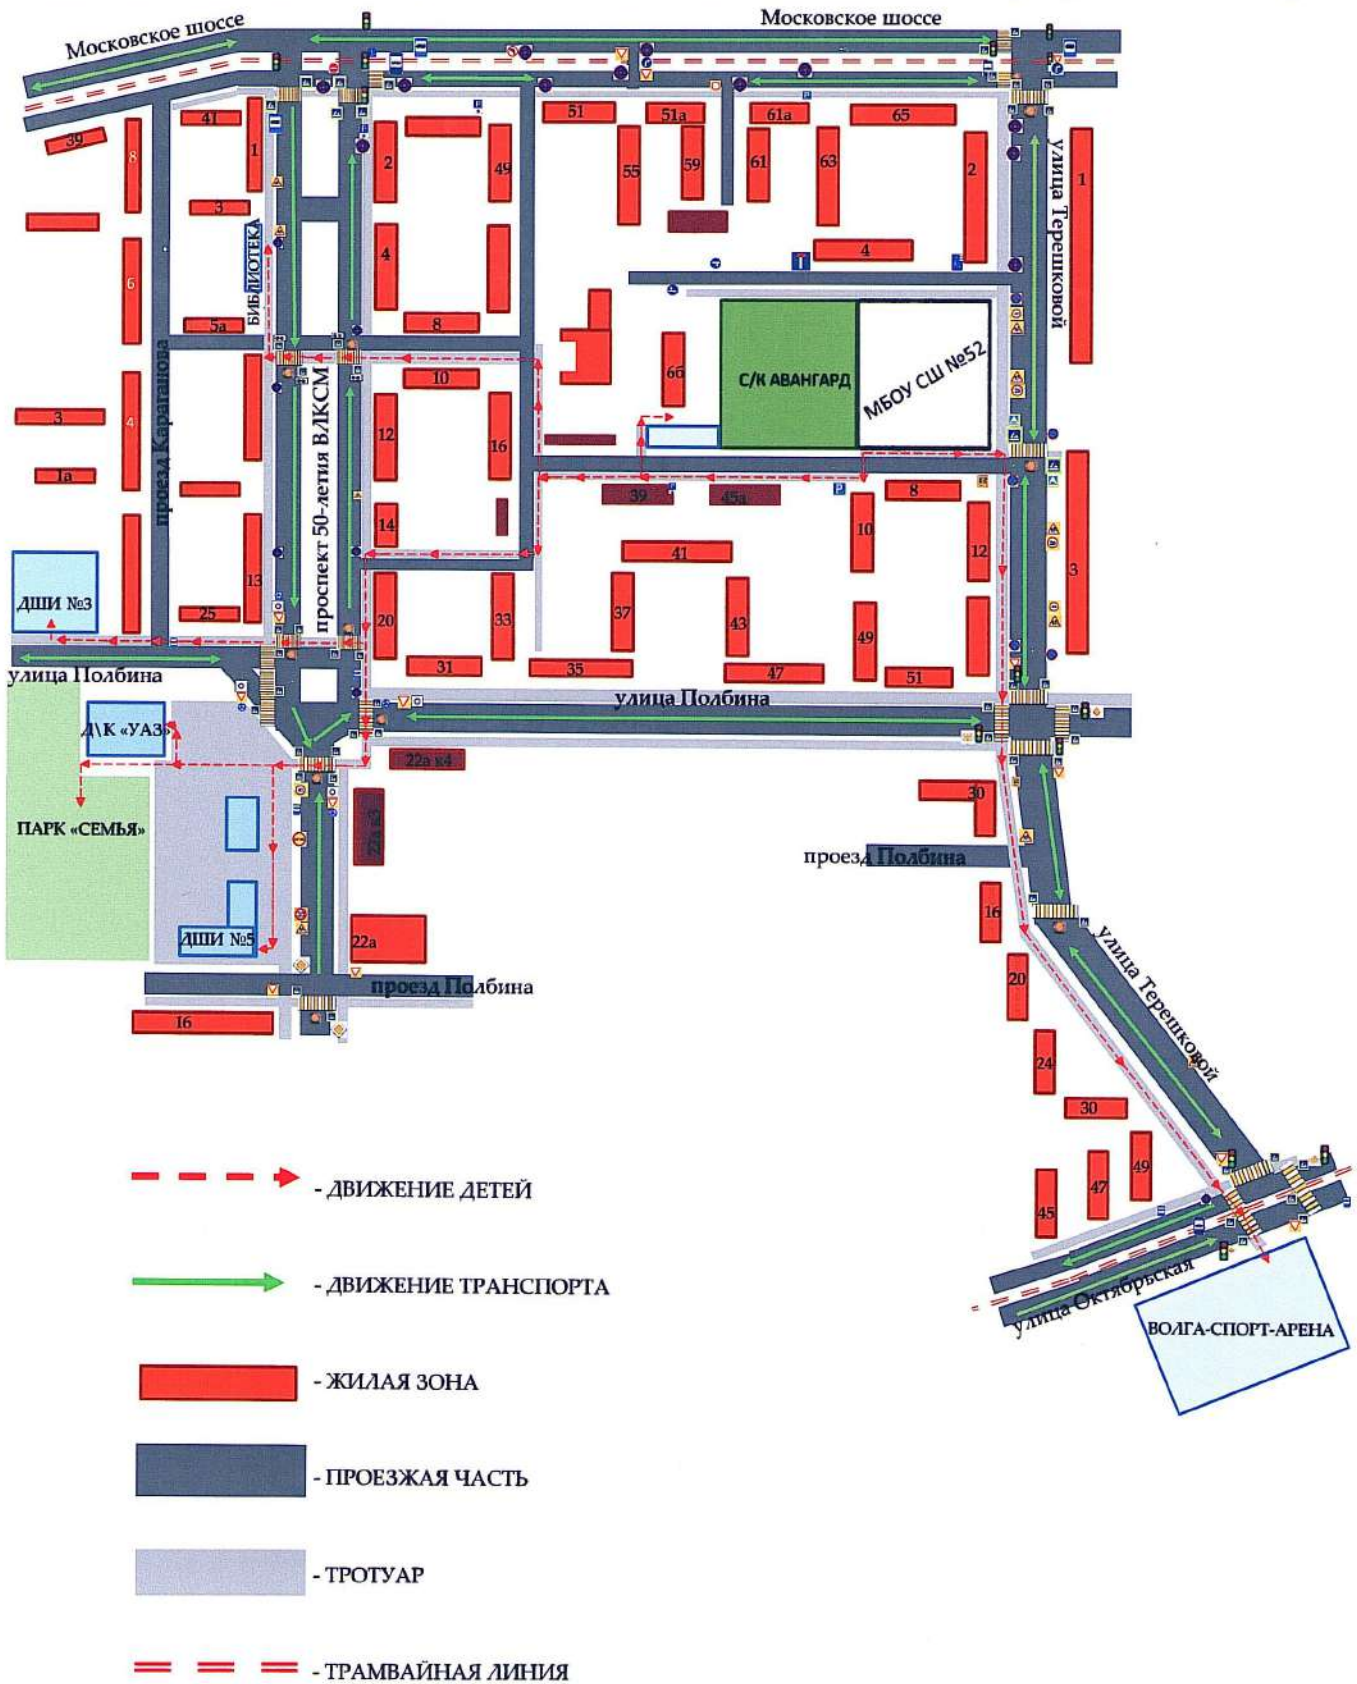 Московское шоссе
Московское шоссе
39
8
41
1
3
2
49
51
51а
55
59
61а
65
61
63
2
1
улица Терешковой
6
БИБЛИОТЕКА
4
4
5а
8
проезд Караганова
проспект 50-летия ВЛКСМ
10
6б
С/К АВАНГАРД
МБОУ СШ №52
3
4
12
16
1а
14
39
45а
8
10
12
3
41
ДШИ №3
13
25
20
33
37
43
49
31
35
47
51
улица Полбина
улица Полбина
Д\К «УАЗ»
22а к4
30
ПАРК «СЕМЬЯ»
22а к3
проезд Полбина
16
ДШИ №5
22а
улица Терешковой
20
проезд Полбина
16
24
30
49
47
45
улица Октябрьская
ВОЛГА-СПОРТ-АРЕНА
- ДВИЖЕНИЕ ДЕТЕЙ
- ДВИЖЕНИЕ ТРАНСПОРТА
- ЖИЛАЯ ЗОНА
- ПРОЕЗЖАЯ ЧАСТЬ
- ТРОТУАР
- ТРАМВАЙНАЯ ЛИНИЯ